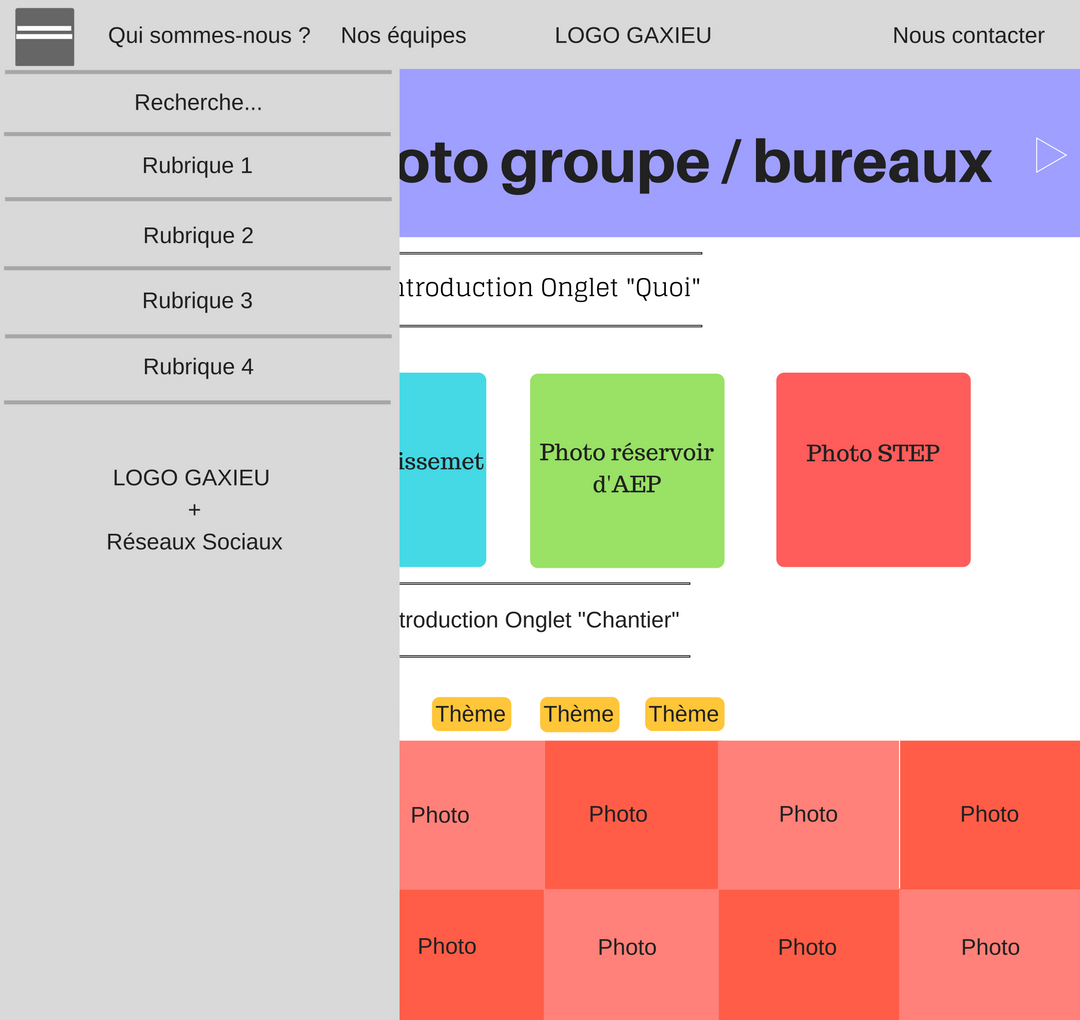 Qui sommes-nous ? Nos équipes LOGO GAXIEU Nous contacter
Recherche...
Rubrique 1
Rubrique 2
Rubrique 3
Rubrique 4
LOGO GAXIEU
+
Réseaux Sociaux
oto groupe / bureaux
ntroduction Onglet "Quoi"
issemet
Photo réservoir
d'AEP
Photo STEP
troduction Onglet "Chantier"
Thème Thème Thème
Photo Photo Photo Photo
Photo Photo Photo Photo